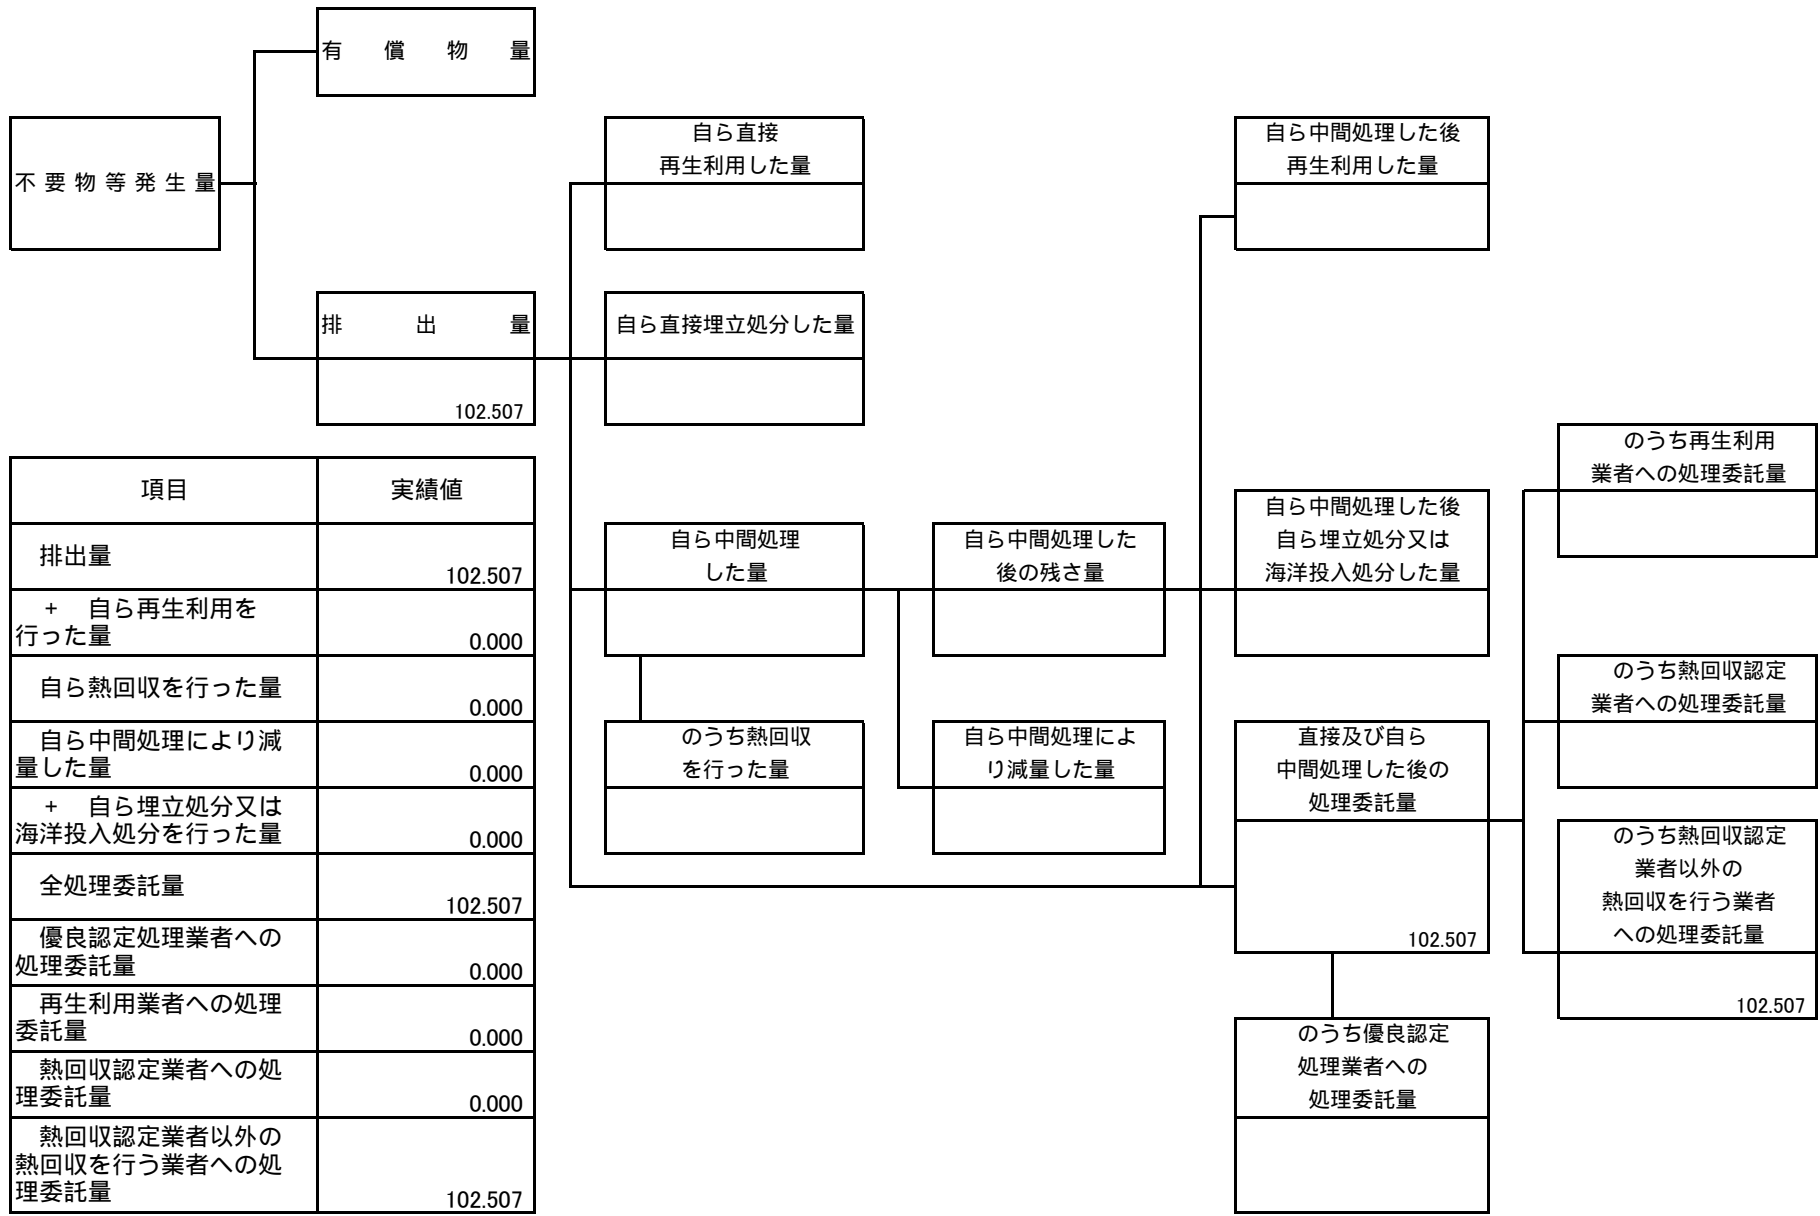 有償物量
不要物等発生量
排出量
102.507
自ら直接
再生利用した量
自ら直接埋立処分した量
自ら中間処理した後
再生利用した量
項目 実績値
排出量 102.507
+ 自ら再生利用を
行った量 0.000
自ら熱回収を行った量 0.000
自ら中間処理により減
量した量 0.000
+ 自ら埋立処分又は
海洋投入処分を行った量 0.000
全処理委託量 102.507
優良認定処理業者への
処理委託量 0.000
再生利用業者への処理
委託量 0.000
熱回収認定業者への処
理委託量 0.000
熱回収認定業者以外の
熱回収を行う業者への処
理委託量 102.507
自ら中間処理
した量
のうち熱回収
を行った量
自ら中間処理した
後の残さ量
自ら中間処理によ
り減量した量
自ら中間処理した後
自ら埋立処分又は
海洋投入処分した量
直接及び自ら
中間処理した後の
処理委託量
102.507
のうち優良認定
処理業者への
処理委託量
のうち再生利用
業者への処理委託量
のうち熱回収認定
業者への処理委託量
のうち熱回収認定
業者以外の
熱回収を行う業者
への処理委託量
102.507